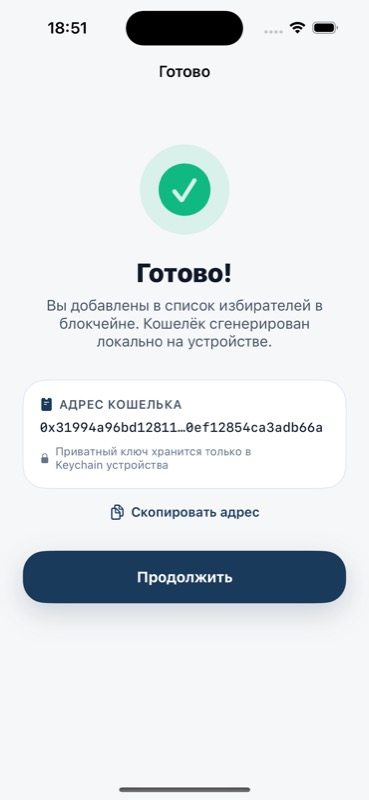 18:51
Готово
Готово!
Вы добавлены в список избирателей в
блокчейне. Кошелёк сгенерирован
локально на устройстве.
АДРЕС КОШЕЛЬКА
0x31994a96bd12811…0ef12854ca3adb66a
Приватный ключ хранится только в
Keychain устройства
Скопировать адрес
Продолжить